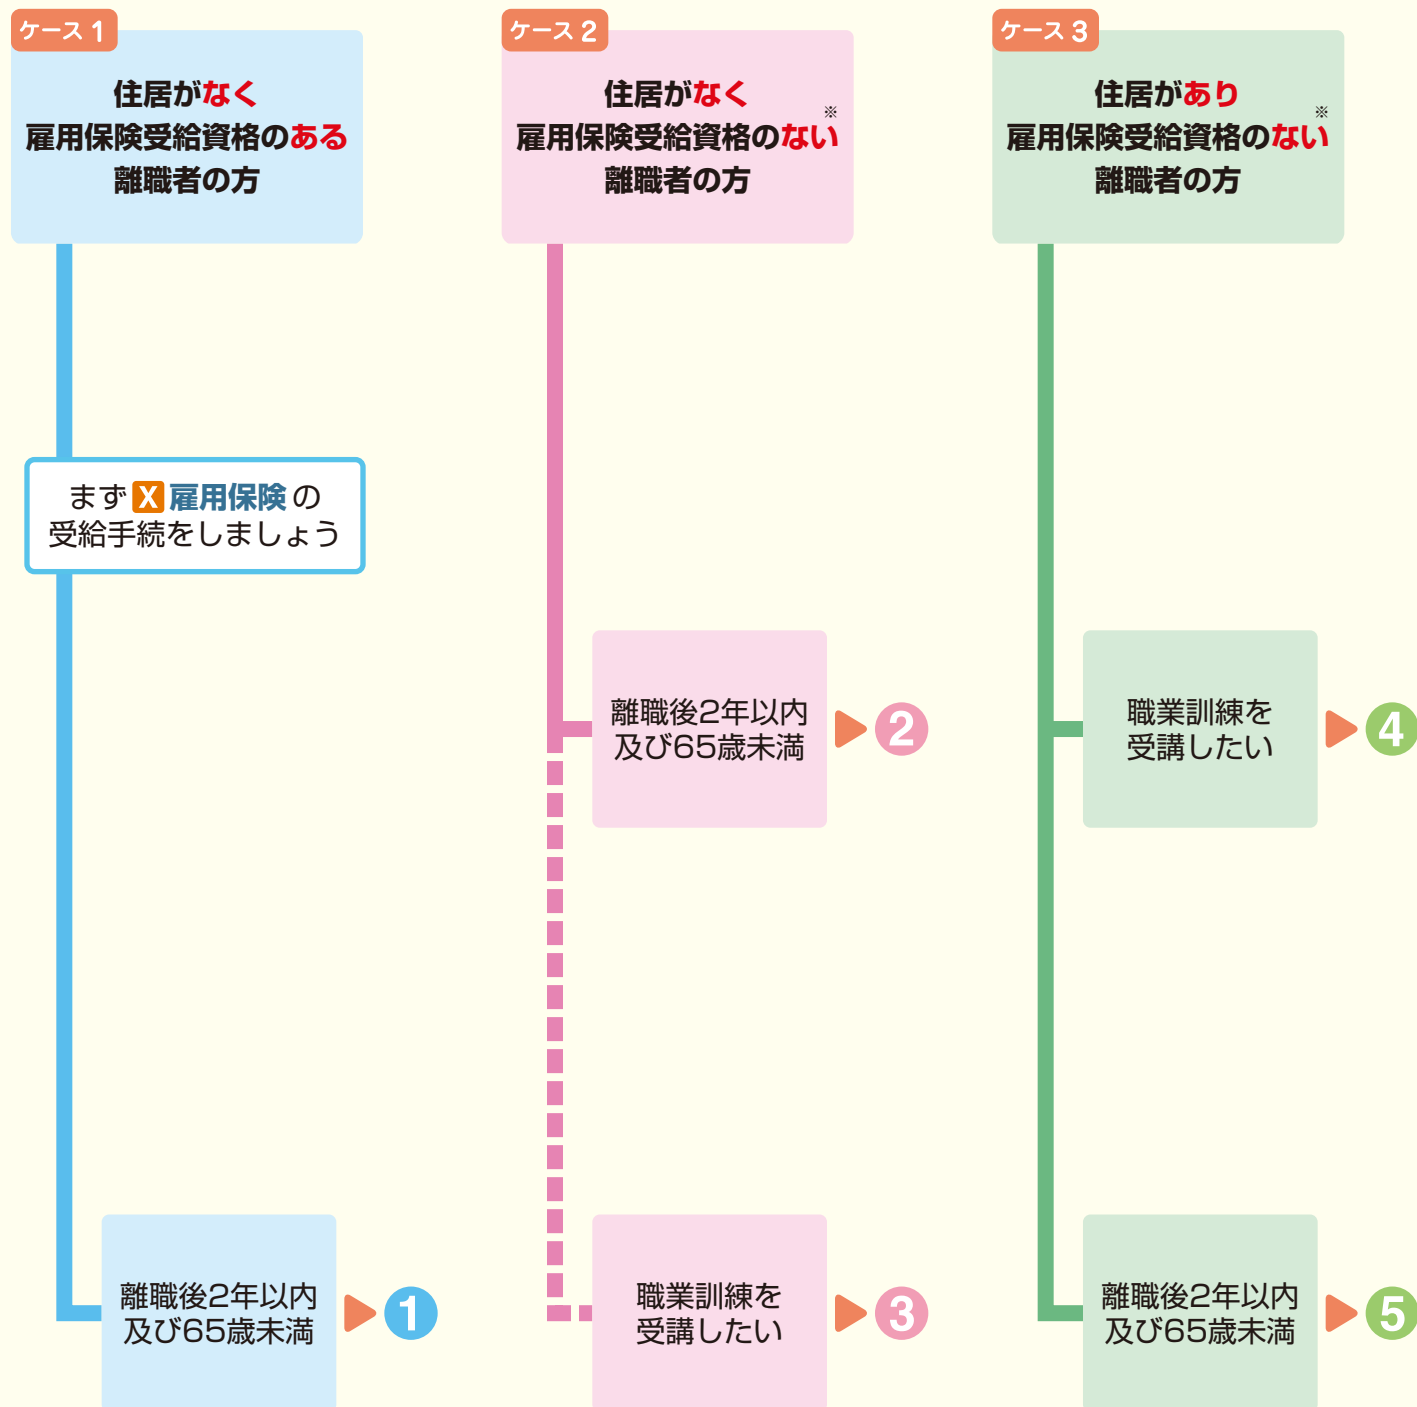 ケース 1
住居がなく
雇用保険受給資格のある
離職者の方
まず X 雇用保険 の
受給手続をしましょう
離職後2年以内
及び65歳未満
1
ケース 2
住居がなく
※
雇用保険受給資格のない
離職者の方
離職後2年以内
及び65歳未満
2
職業訓練を
受講したい
3
ケース 3
住居があり
※
雇用保険受給資格のない
離職者の方
職業訓練を
受講したい
4
離職後2年以内
及び65歳未満
5